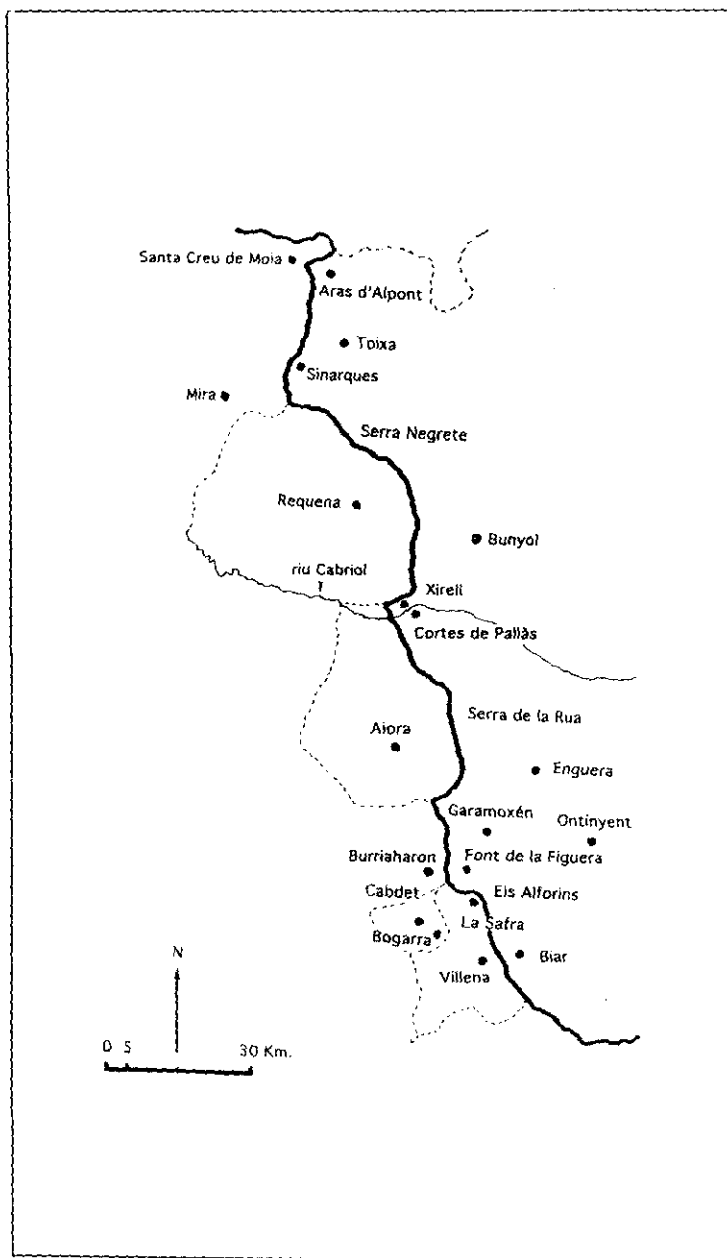 Santa Creu de Moia
Aras d'Alpont
Toixa
Sinarques
Mira
Serra Negrete
Requena
Bunyol
riu Cabriol
Xirell
Cortes de Pallàs
Serra de la Rua
Aiora
Enguera
Garamoxén
Ontinyent
Burriaharon
Font de la Figuera
Cabdet
Els Alforins
La Safra
Bogarra
Biar
Villena
N
0 5 30 Km.